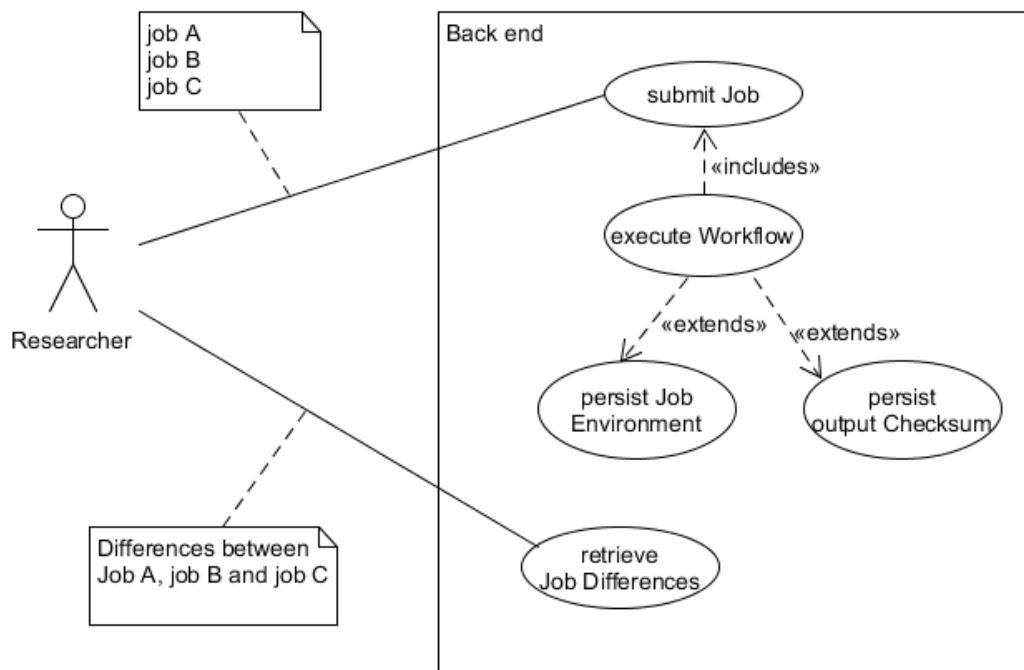 job A
job B
job C
Back end
submit Job
«includes»
execute Workflow
Researcher
«extends»
«extends»
persist Job
Environment
persist
output Checksum
Differences between
Job A, job B and job C
retrieve
Job Differences